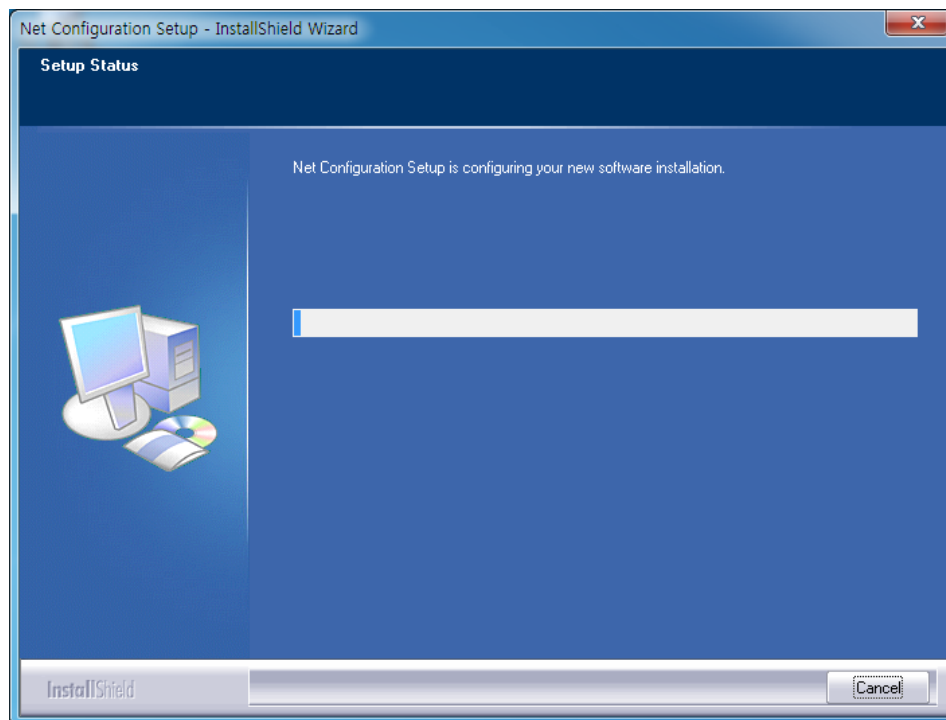 Net Configuration Setup - InstallShield Wizard
Setup Status
Net Configuration Setup is configuring your new software installation.
InstallShield
Cancel